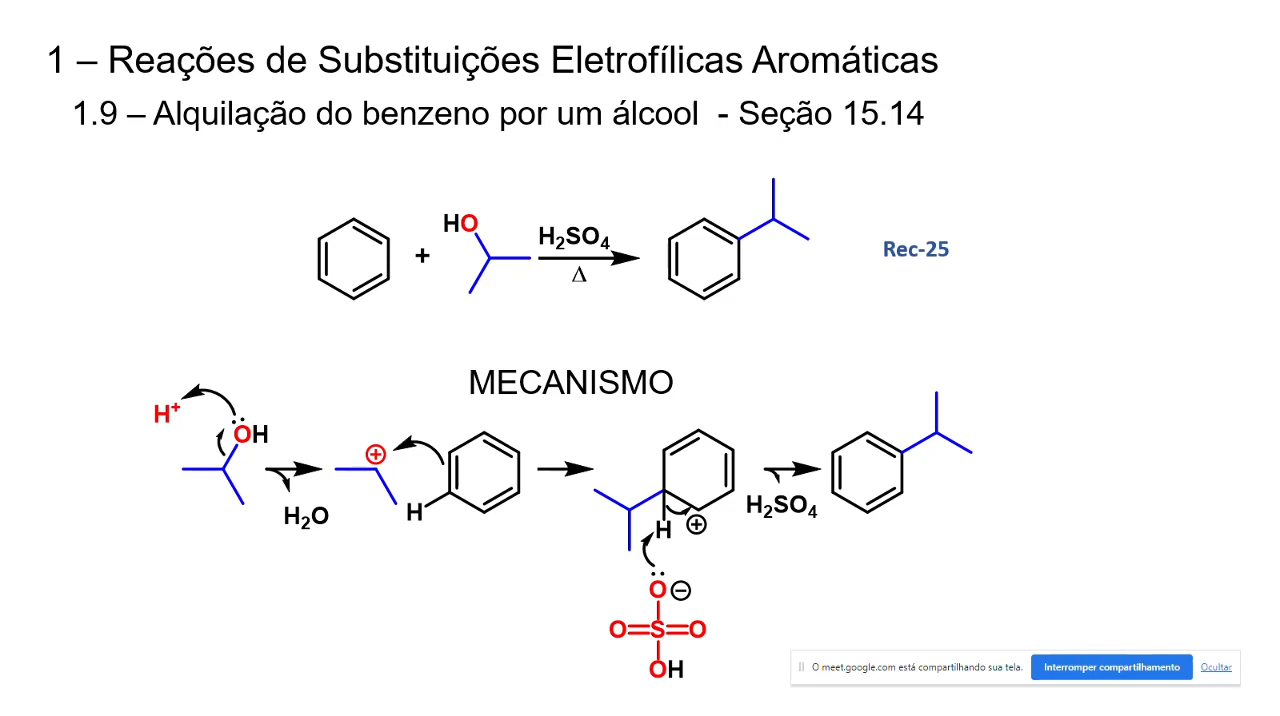 1 – Reações de Substituições Eletrofílicas Aromáticas
1.9 – Alquilação do benzeno por um álcool - Seção 15.14
HO
+
H₂SO₄
Δ
Rec-25
MECANISMO
H⁺
OH
H₂O
+
H
H
+
H₂SO₄
O −
O=S=O
OH
O meet.google.com está compartilhando sua tela.
Interromper compartilhamento
Ocultar